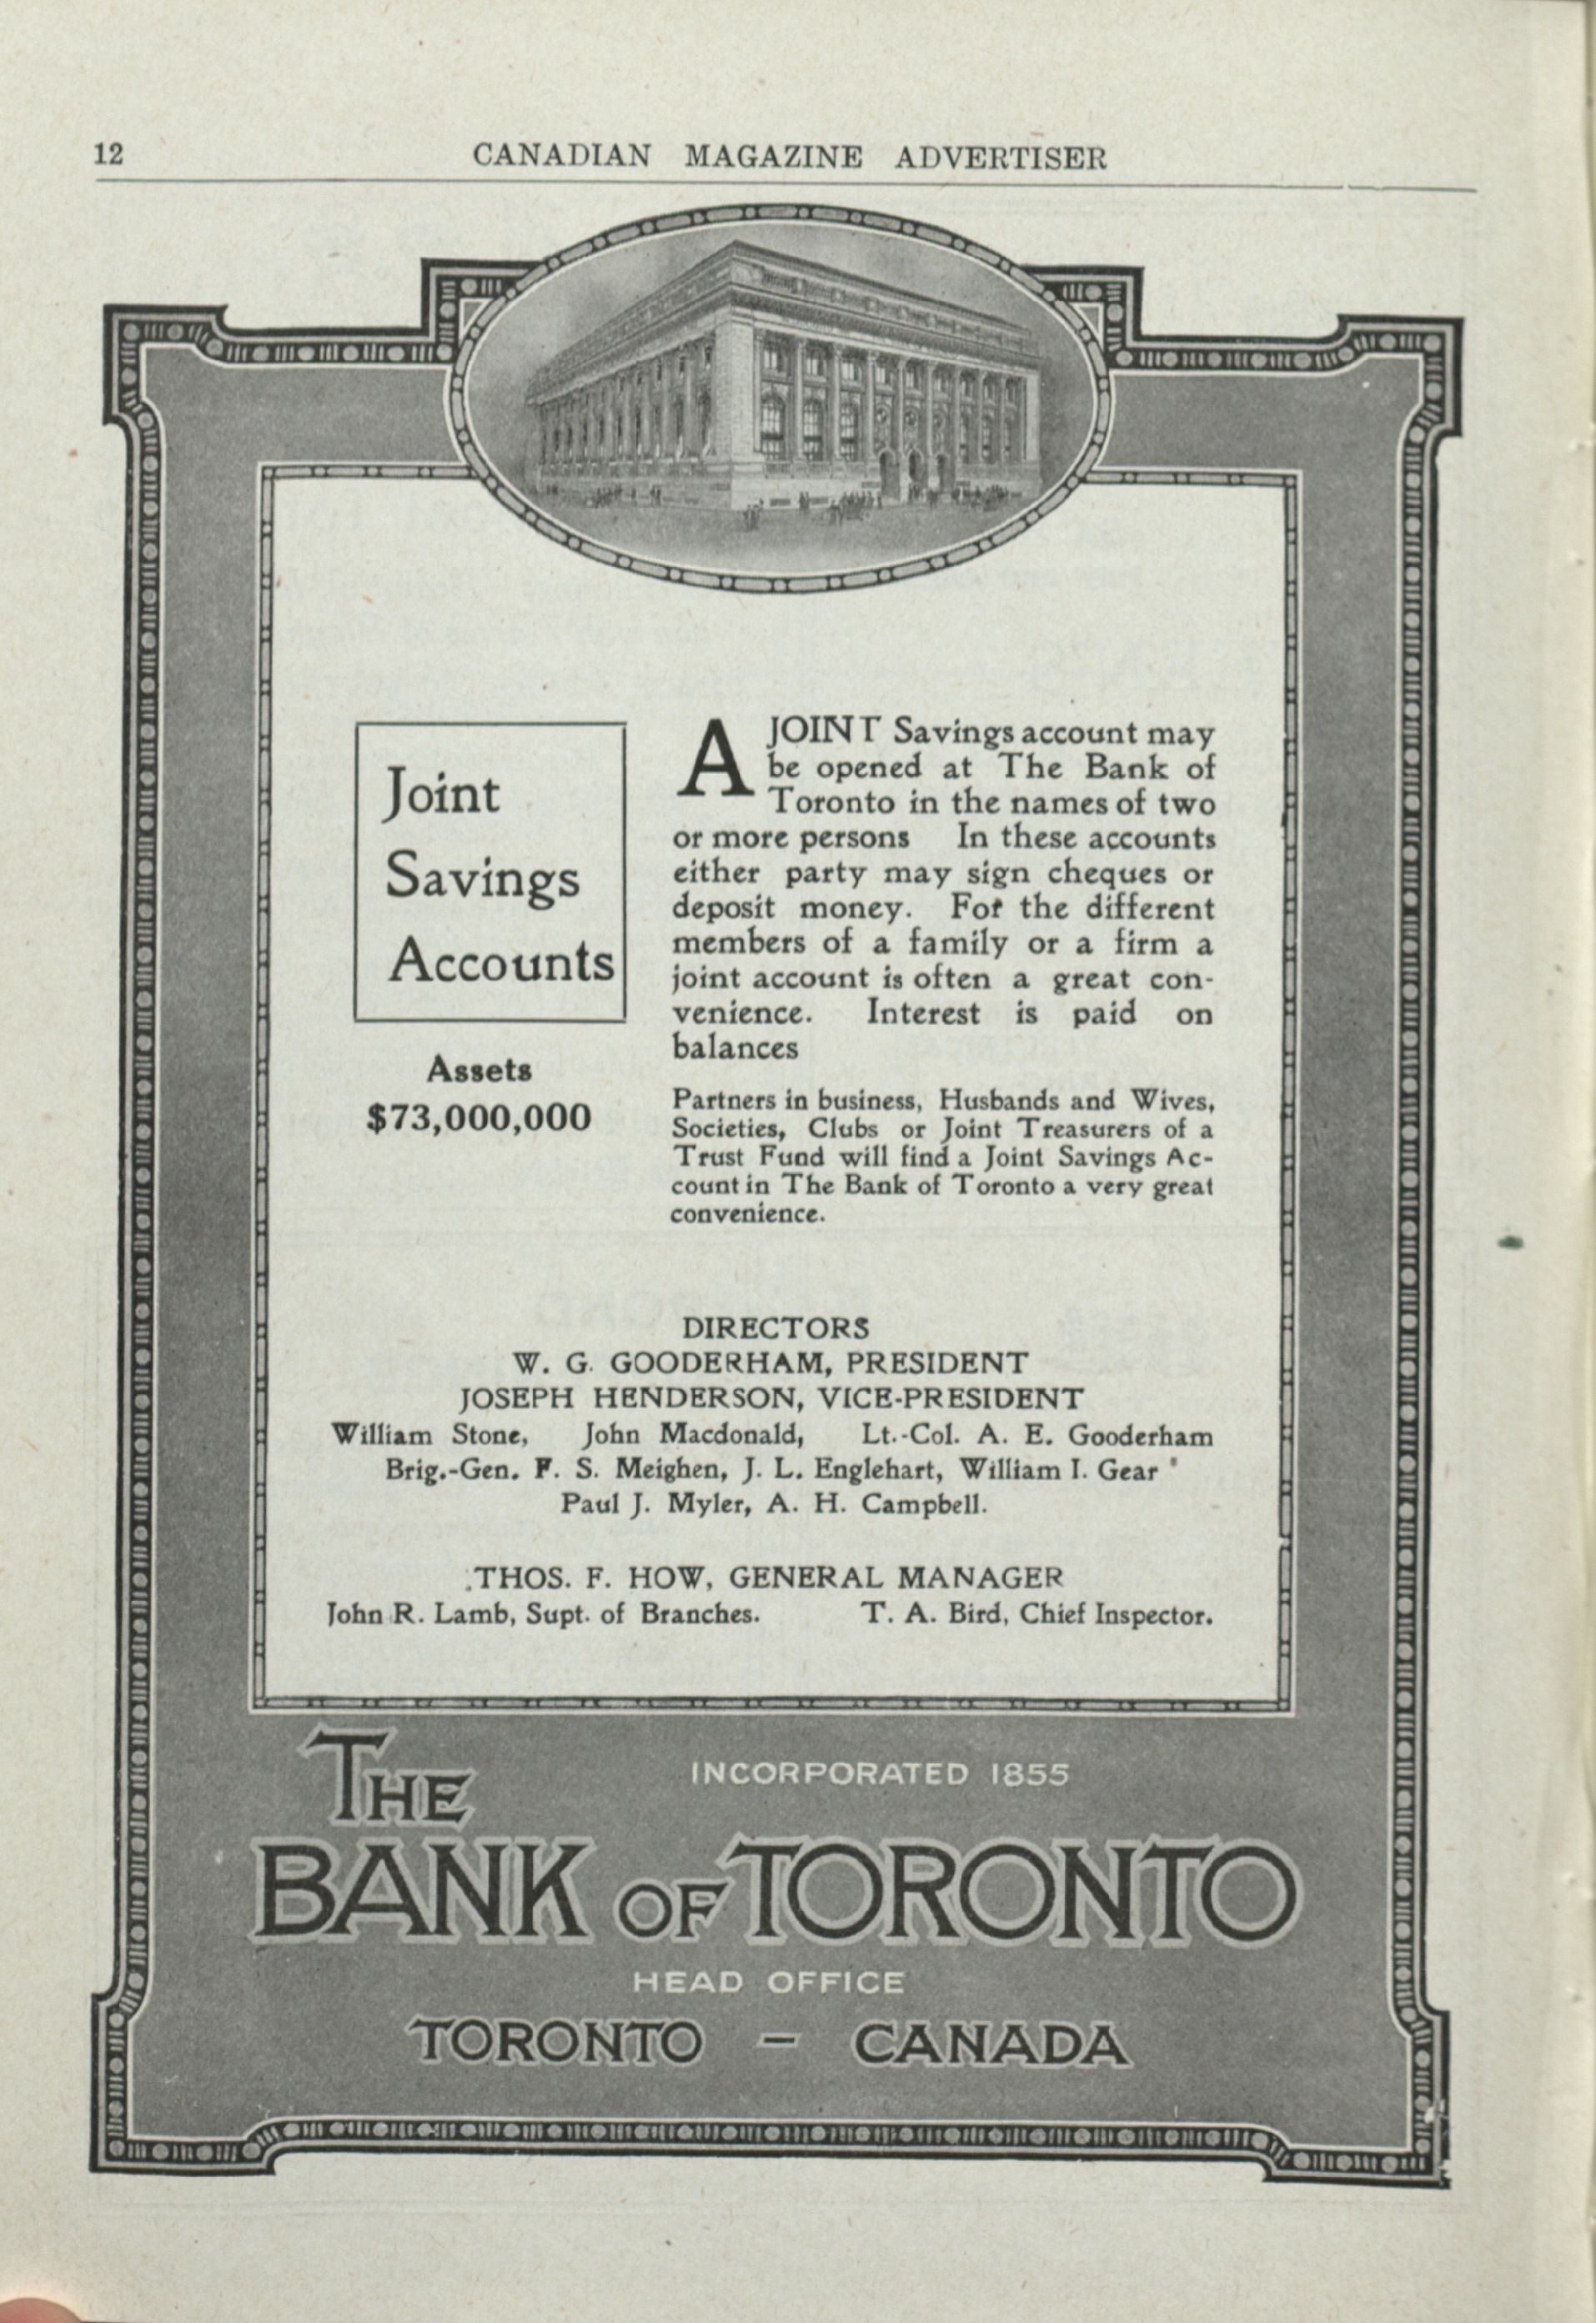 12
CANADIAN MAGAZINE ADVERTISER
Joint
Savings
Accounts
Assets
$73,000,000
A JOINT Savings account may
be opened at The Bank of
Toronto in the names of two
or more persons In these accounts
either party may sign cheques or
deposit money. For the different
members of a family or a firm a
joint account is often a great con-
venience. Interest is paid on
balances
Partners in business, Husbands and Wives,
Societies, Clubs or Joint Treasurers of a
Trust Fund will find a Joint Savings Ac-
count in The Bank of Toronto a very great
convenience.
DIRECTORS
W. G. GOODERHAM, PRESIDENT
JOSEPH HENDERSON, VICE-PRESIDENT
William Stone, John Macdonald, Lt.-Col. A. E. Gooderham
Brig.-Gen. F. S. Meighen, J. L. Englehart, William I. Gear
Paul J. Myler, A. H. Campbell.
THOS. F. HOW, GENERAL MANAGER
John R. Lamb, Supt. of Branches. T. A. Bird, Chief Inspector.
THE
INCORPORATED 1855
BANK OF TORONTO
HEAD OFFICE
TORONTO - CANADA